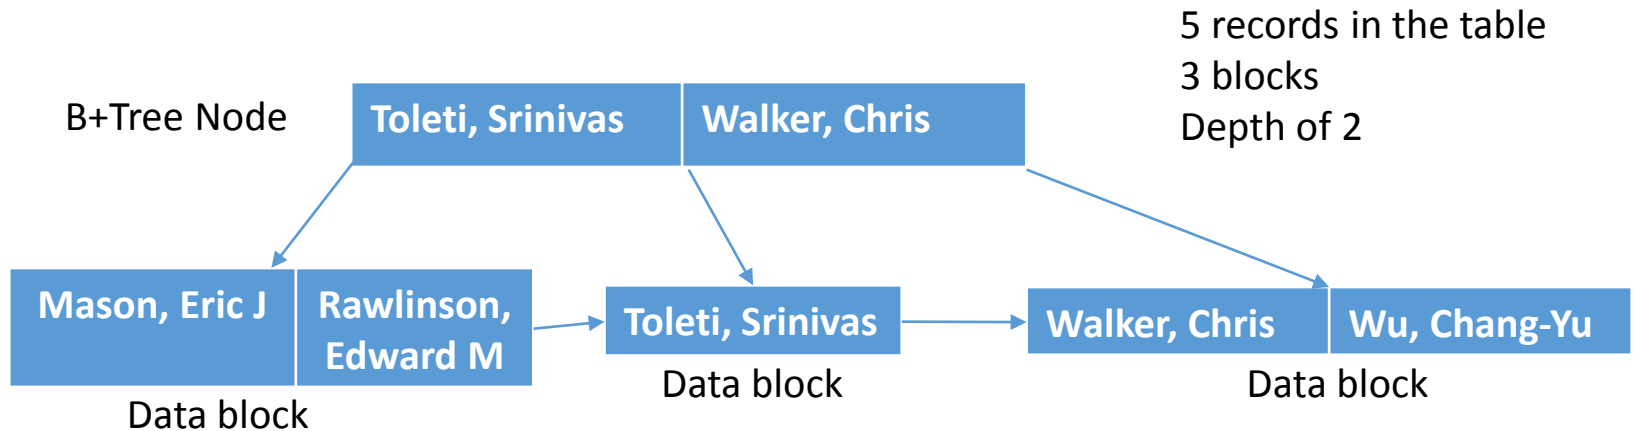 5 records in the table
3 blocks
Depth of 2
B+Tree Node
Toleti, Srinivas
Walker, Chris
Mason, Eric J
Rawlinson,
Edward M
Toleti, Srinivas
Walker, Chris
Wu, Chang-Yu
Data block
Data block
Data block